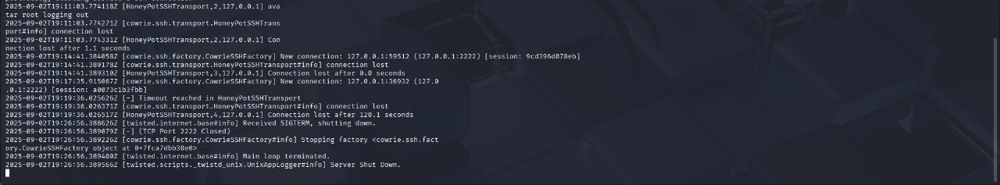 2025-09-02T19:11:03.774118Z [HoneyPotSSHTransport,2,127.0.0.1] ava
tar root logging out
2025-09-02T19:11:03.774271Z [cowrie.ssh.transport.HoneyPotSSHTrans
port#info] connection lost
2025-09-02T19:11:03.774331Z [HoneyPotSSHTransport,2,127.0.0.1] Con
nection lost after 1.1 seconds
2025-09-02T19:14:41.384058Z [cowrie.ssh.factory.CowrieSSHFactory] New connection: 127.0.0.1:59512 (127.0.0.1:2222) [session: 9cd396d078eb]
2025-09-02T19:14:41.389178Z [cowrie.ssh.transport.HoneyPotSSHTransport#info] connection lost
2025-09-02T19:14:41.389310Z [HoneyPotSSHTransport,3,127.0.0.1] Connection lost after 0.0 seconds
2025-09-02T19:17:35.915067Z [cowrie.ssh.factory.CowrieSSHFactory] New connection: 127.0.0.1:36932 (127.0
.0.1:2222) [session: a0073c1b3fbb]
2025-09-02T19:19:36.025626Z [-] Timeout reached in HoneyPotSSHTransport
2025-09-02T19:19:36.026371Z [cowrie.ssh.transport.HoneyPotSSHTransport#info] connection lost
2025-09-02T19:19:36.026517Z [HoneyPotSSHTransport,4,127.0.0.1] Connection lost after 120.1 seconds
2025-09-02T19:26:56.388626Z [twisted.internet.base#info] Received SIGTERM, shutting down.
2025-09-02T19:26:56.389079Z [-] (TCP Port 2222 Closed)
2025-09-02T19:26:56.389226Z [cowrie.ssh.factory.CowrieSSHFactory#info] Stopping factory <cowrie.ssh.fact
ory.CowrieSSHFactory object at 0×7fca7dbb30e0>
2025-09-02T19:26:56.389400Z [twisted.internet.base#info] Main loop terminated.
2025-09-02T19:26:56.389566Z [twisted.scripts._twistd_unix.UnixAppLogger#info] Server Shut Down.